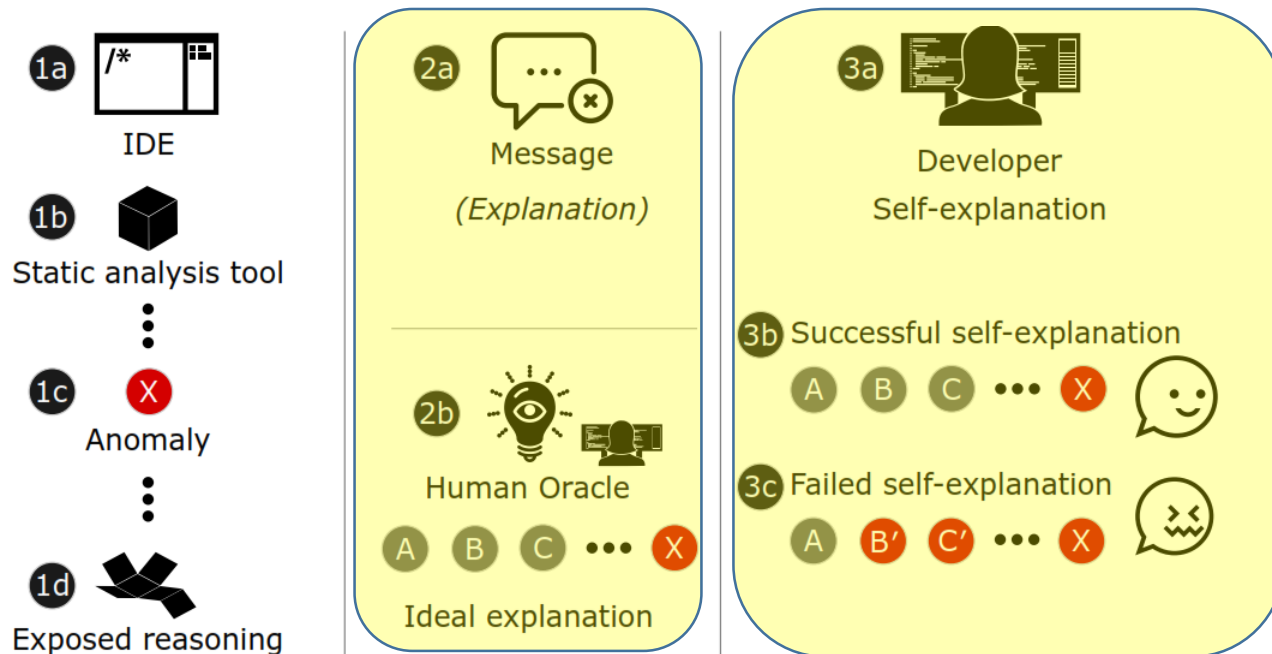 1a
/*
IDE
1b
Static analysis tool
1c
X
Anomaly
1d
Exposed reasoning
2a
Message
(Explanation)
2b
Human Oracle
A B C ••• X
Ideal explanation
3a
Developer
Self-explanation
3b Successful self-explanation
A B C ••• X
3c Failed self-explanation
A B′ C′ ••• X